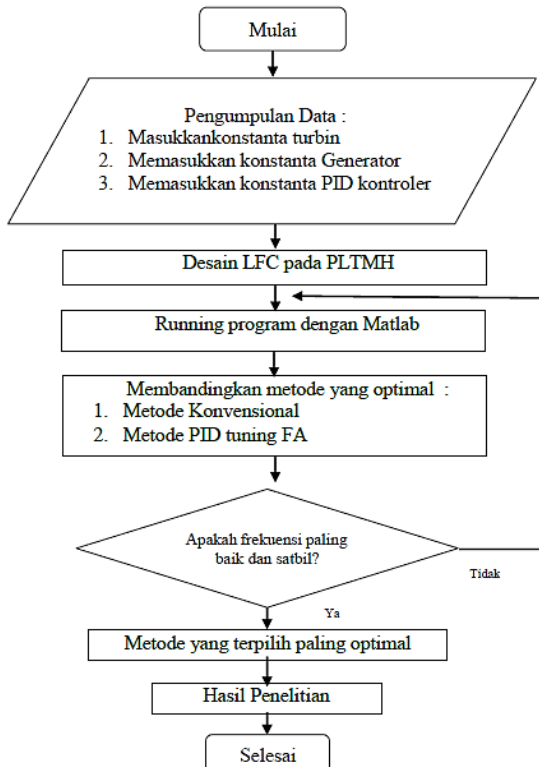 Mulai
Pengumpulan Data :
1. Masukkankonstanta turbin
2. Memasukkan konstanta Generator
3. Memasukkan konstanta PID kontroler
Desain LFC pada PLTMH
Running program dengan Matlab
Membandingkan metode yang optimal :
1. Metode Konvensional
2. Metode PID tuning FA
Apakah frekuensi paling
baik dan satbil?
Tidak
Ya
Metode yang terpilih paling optimal
Hasil Penelitian
Selesai